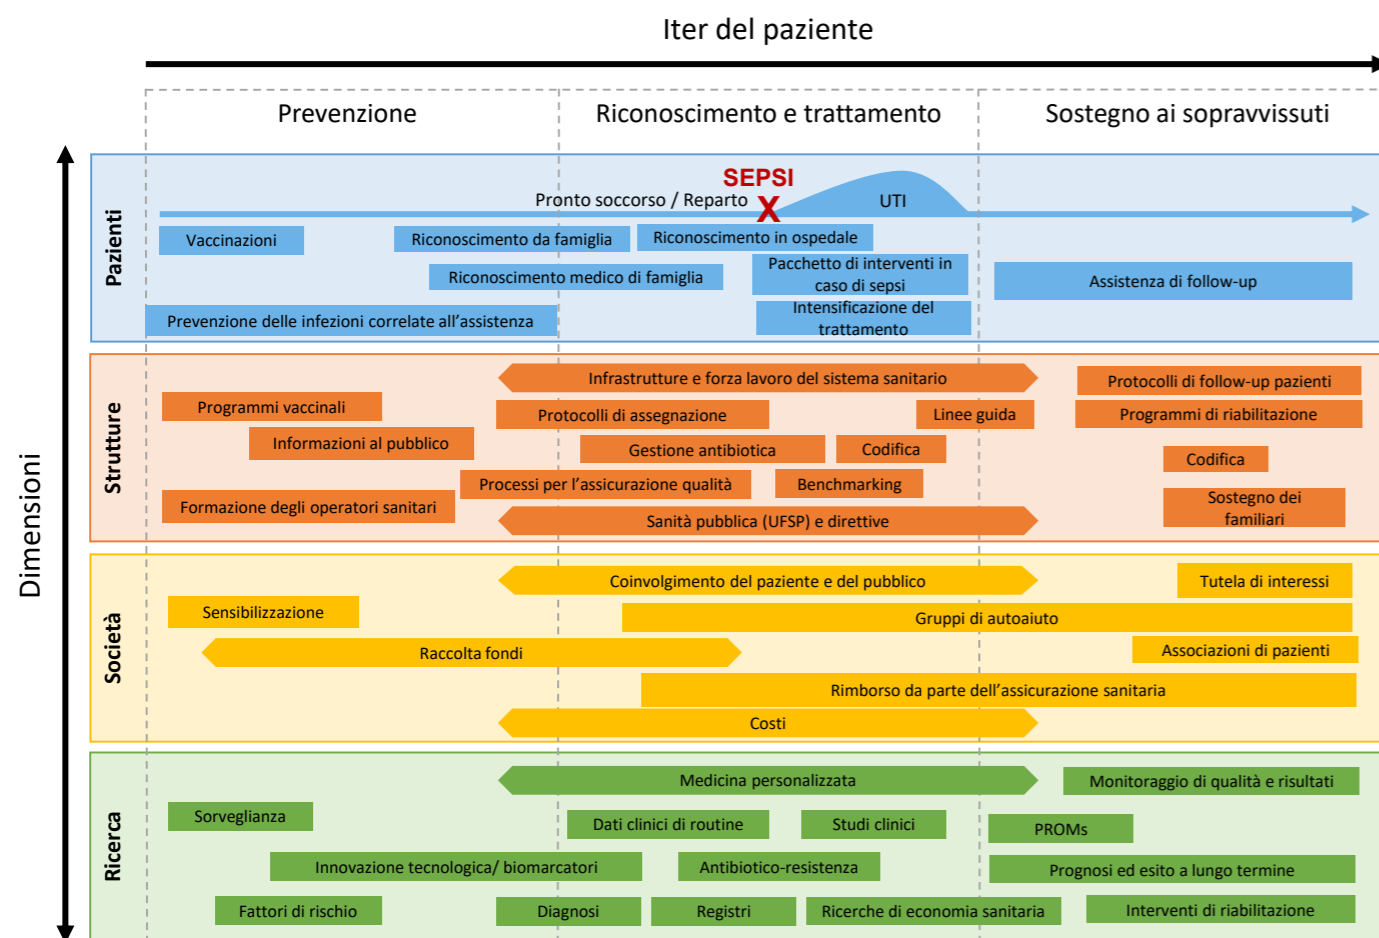 Iter del paziente
Prevenzione
Riconoscimento e trattamento
Sostegno ai sopravvissuti
Dimensioni
Pazienti
SEPSI
Pronto soccorso / Reparto
X
UTI
Vaccinazioni
Riconoscimento da famiglia
Riconoscimento in ospedale
Riconoscimento medico di famiglia
Pacchetto di interventi in
caso di sepsi
Assistenza di follow-up
Prevenzione delle infezioni correlate all’assistenza
Intensificazione del
trattamento
Strutture
Infrastrutture e forza lavoro del sistema sanitario
Protocolli di follow-up pazienti
Programmi vaccinali
Protocolli di assegnazione
Linee guida
Programmi di riabilitazione
Informazioni al pubblico
Gestione antibiotica
Codifica
Codifica
Processi per l’assicurazione qualità
Benchmarking
Formazione degli operatori sanitari
Sanità pubblica (UFSP) e direttive
Sostegno dei
familiari
Società
Coinvolgimento del paziente e del pubblico
Tutela di interessi
Sensibilizzazione
Gruppi di autoaiuto
Raccolta fondi
Associazioni di pazienti
Rimborso da parte dell’assicurazione sanitaria
Costi
Ricerca
Medicina personalizzata
Monitoraggio di qualità e risultati
Sorveglianza
Dati clinici di routine
Studi clinici
PROMs
Innovazione tecnologica/ biomarcatori
Antibiotico-resistenza
Prognosi ed esito a lungo termine
Fattori di rischio
Diagnosi
Registri
Ricerche di economia sanitaria
Interventi di riabilitazione